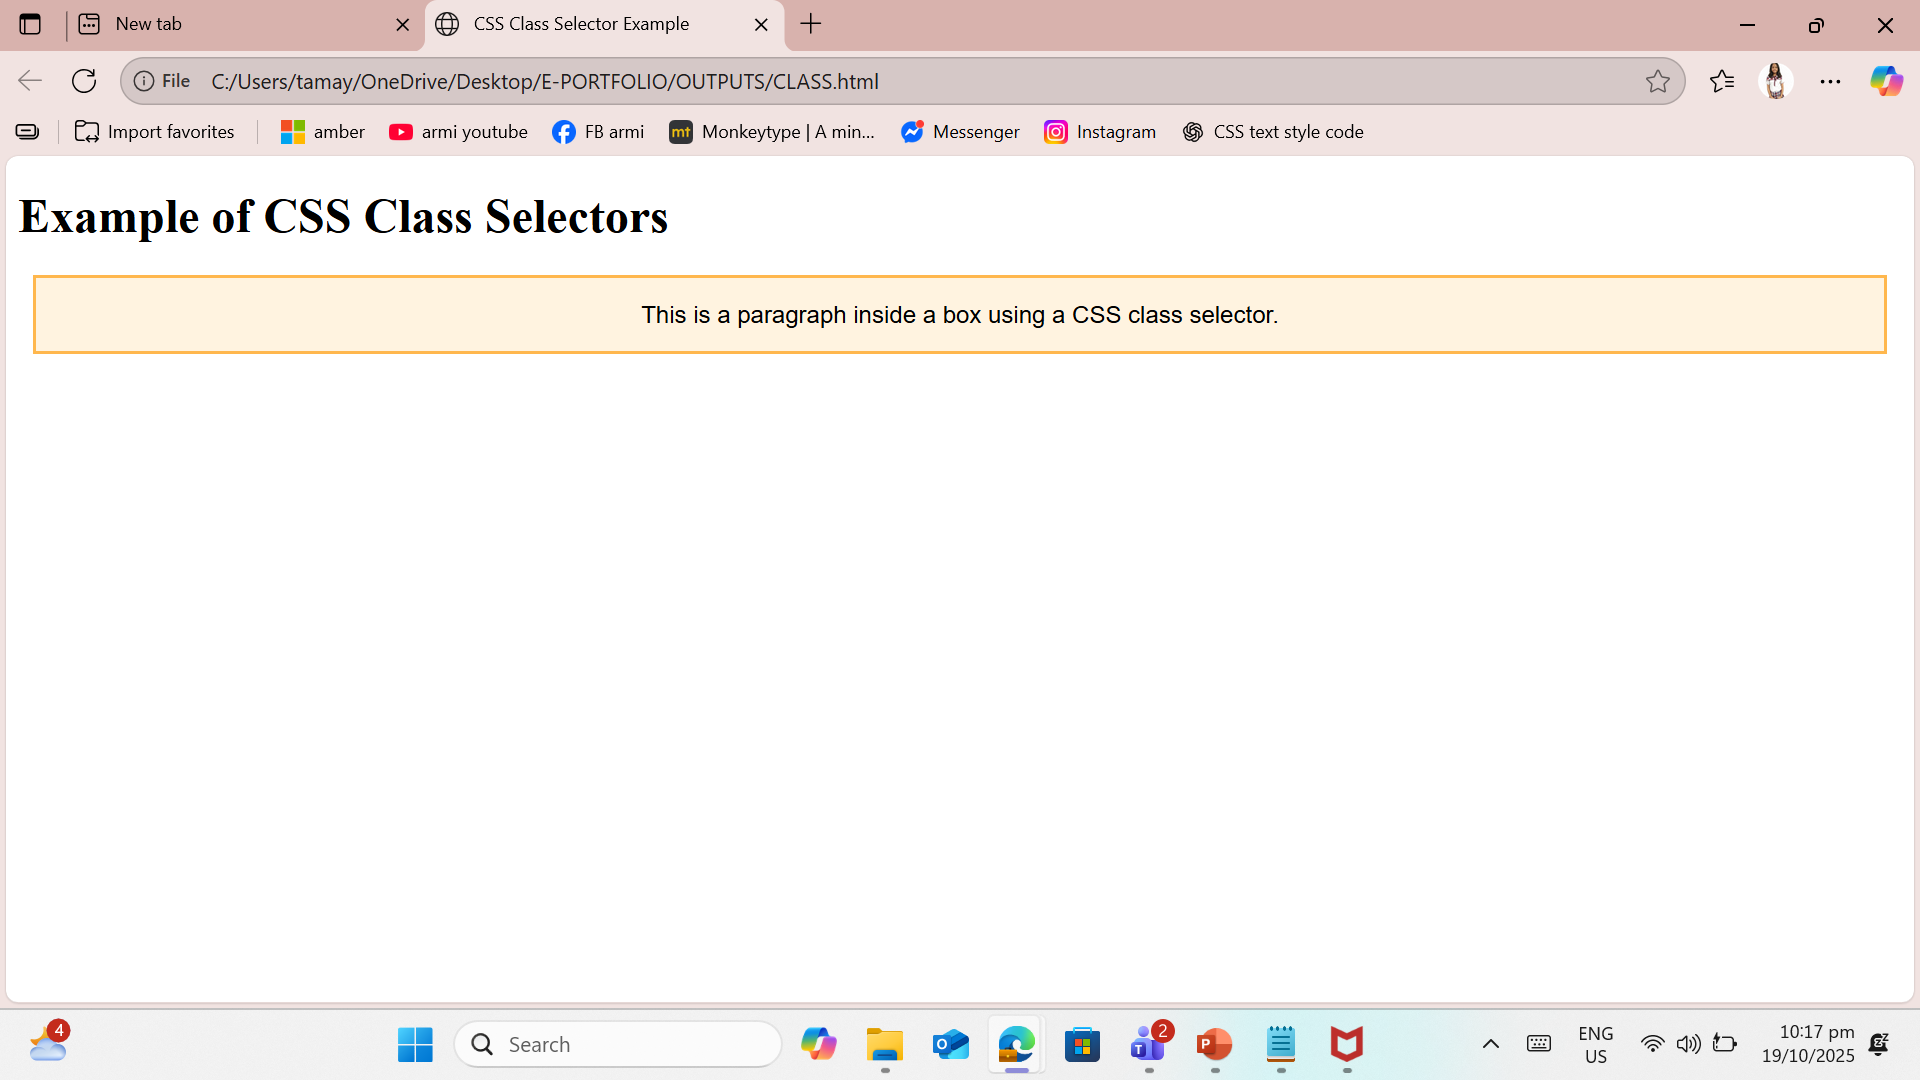 New tab
CSS Class Selector Example
File C:/Users/tamay/OneDrive/Desktop/E-PORTFOLIO/OUTPUTS/CLASS.html
Import favorites amber armi youtube FB armi mt Monkeytype | A min... Messenger Instagram CSS text style code
Example of CSS Class Selectors
This is a paragraph inside a box using a CSS class selector.
4
Search
O
T 2
P
ENG
US
10:17 pm
19/10/2025